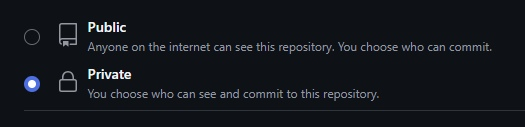 Public
Anyone on the internet can see this repository. You choose who can commit.
Private
You choose who can see and commit to this repository.